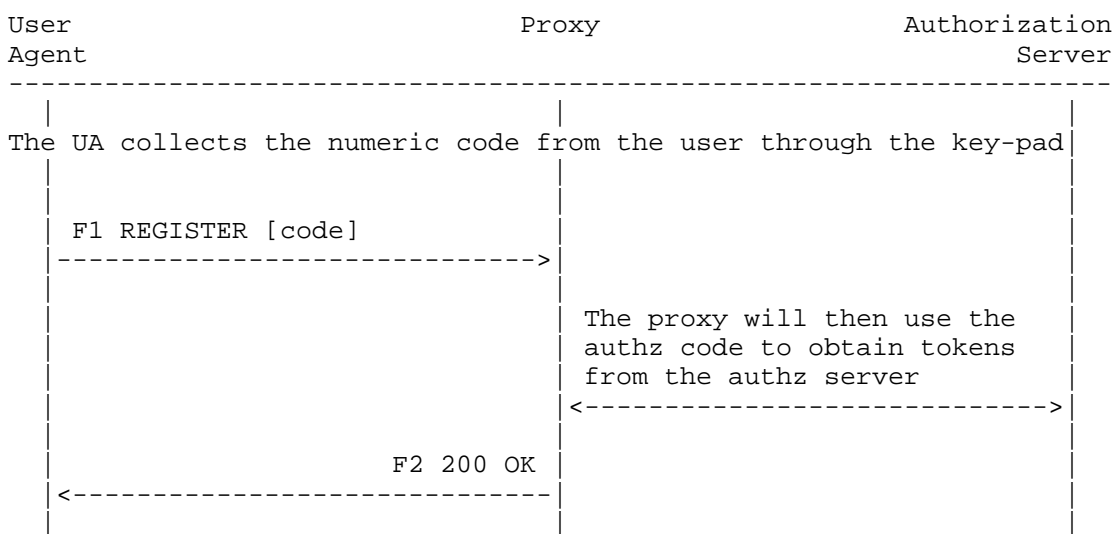 User Proxy Authorization
Agent Server
The UA collects the numeric code from the user through the key-pad
F1 REGISTER [code]
The proxy will then use the
authz code to obtain tokens
from the authz server
F2 200 OK